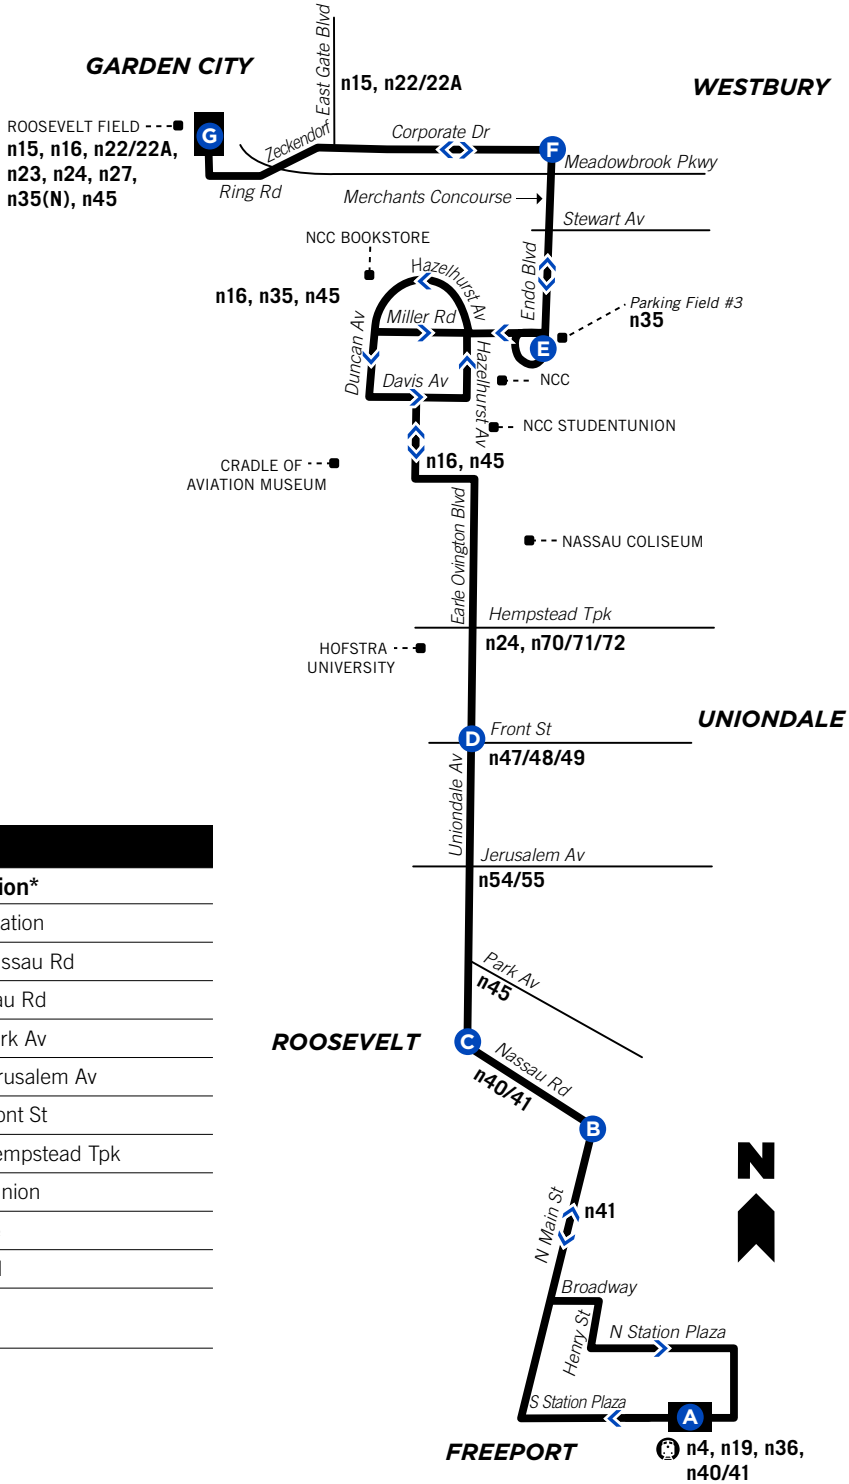 East Gate Blvd
GARDEN CITY
n15, n22/22A
WESTBURY
ROOSEVELT FIELD
n15, n16, n22/22A,
n23, n24, n27,
n35(N), n45
G
Zeckendorf
Corporate Dr
F
Meadowbrook Pkwy
Ring Rd
Merchants Concourse
Stewart Av
NCC BOOKSTORE
Hazelhurst Av
Endo Blvd
n16, n35, n45
Parking Field #3
n35
Miller Rd
Duncan Av
E
Hazelhurst Av
Davis Av
NCC
NCC STUDENTUNION
n16, n45
CRADLE OF
AVIATION MUSEUM
Earle Ovington Blvd
NASSAU COLISEUM
Hempstead Tpk
n24, n70/71/72
HOFSTRA
UNIVERSITY
UNIONDALE
D
Front St
n47/48/49
Uniondale Av
Jerusalem Av
n54/55
ion*
ation
ssau Rd
au Rd
rk Av
rusalem Av
ont St
empstead Tpk
nion
Park Av
n45
ROOSEVELT
C
Nassau Rd
n40/41
B
N
N Main St
n41
Broadway
Henry St
N Station Plaza
S Station Plaza
A
FREEPORT
n4, n19, n36,
n40/41